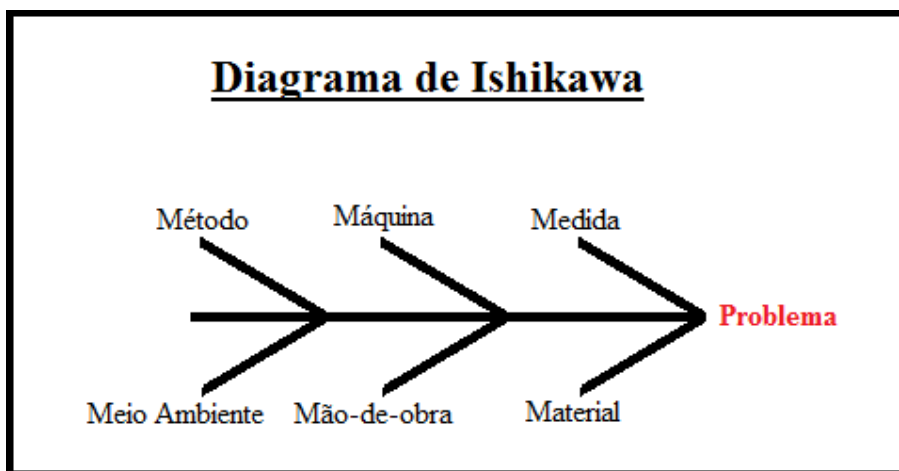 Diagrama de Ishikawa
Método Máquina Medida
Problema
Meio Ambiente Mão-de-obra Material